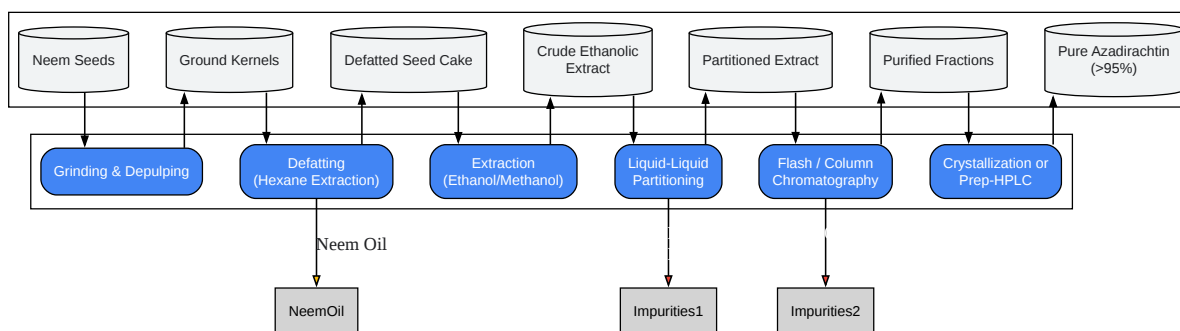 Neem Seeds
Ground Kernels
Defatted Seed Cake
Crude Ethanolic
Extract
Partitioned Extract
Purified Fractions
Pure Azadirachtin
(>95%)
Grinding & Depulping
Defatting
(Hexane Extraction)
Extraction
(Ethanol/Methanol)
Liquid-Liquid
Partitioning
Flash / Column
Chromatography
Crystallization or
Prep-HPLC
Neem Oil
NeemOil
Impurities1
Impurities2